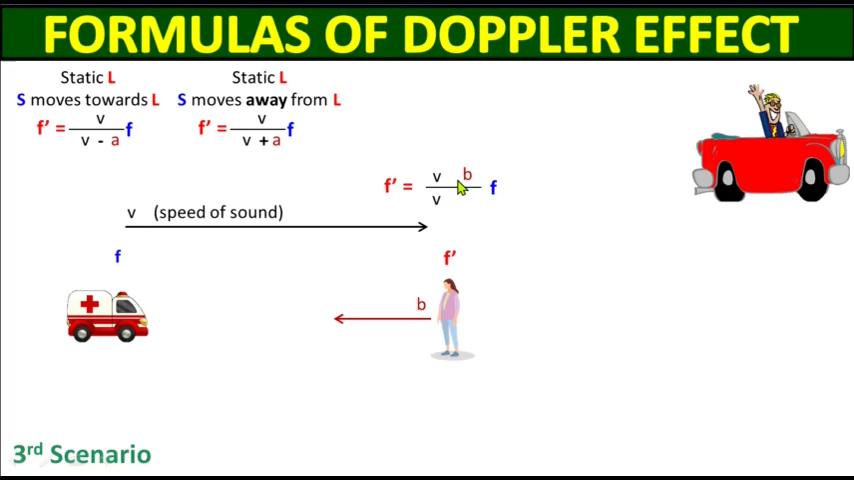 FORMULAS OF DOPPLER EFFECT
Static L
S moves towards L
f' = v / v - a f
Static L
S moves away from L
f' = v / v + a f
f' = v b / v f
v (speed of sound)
f
f'
b
3rd Scenario